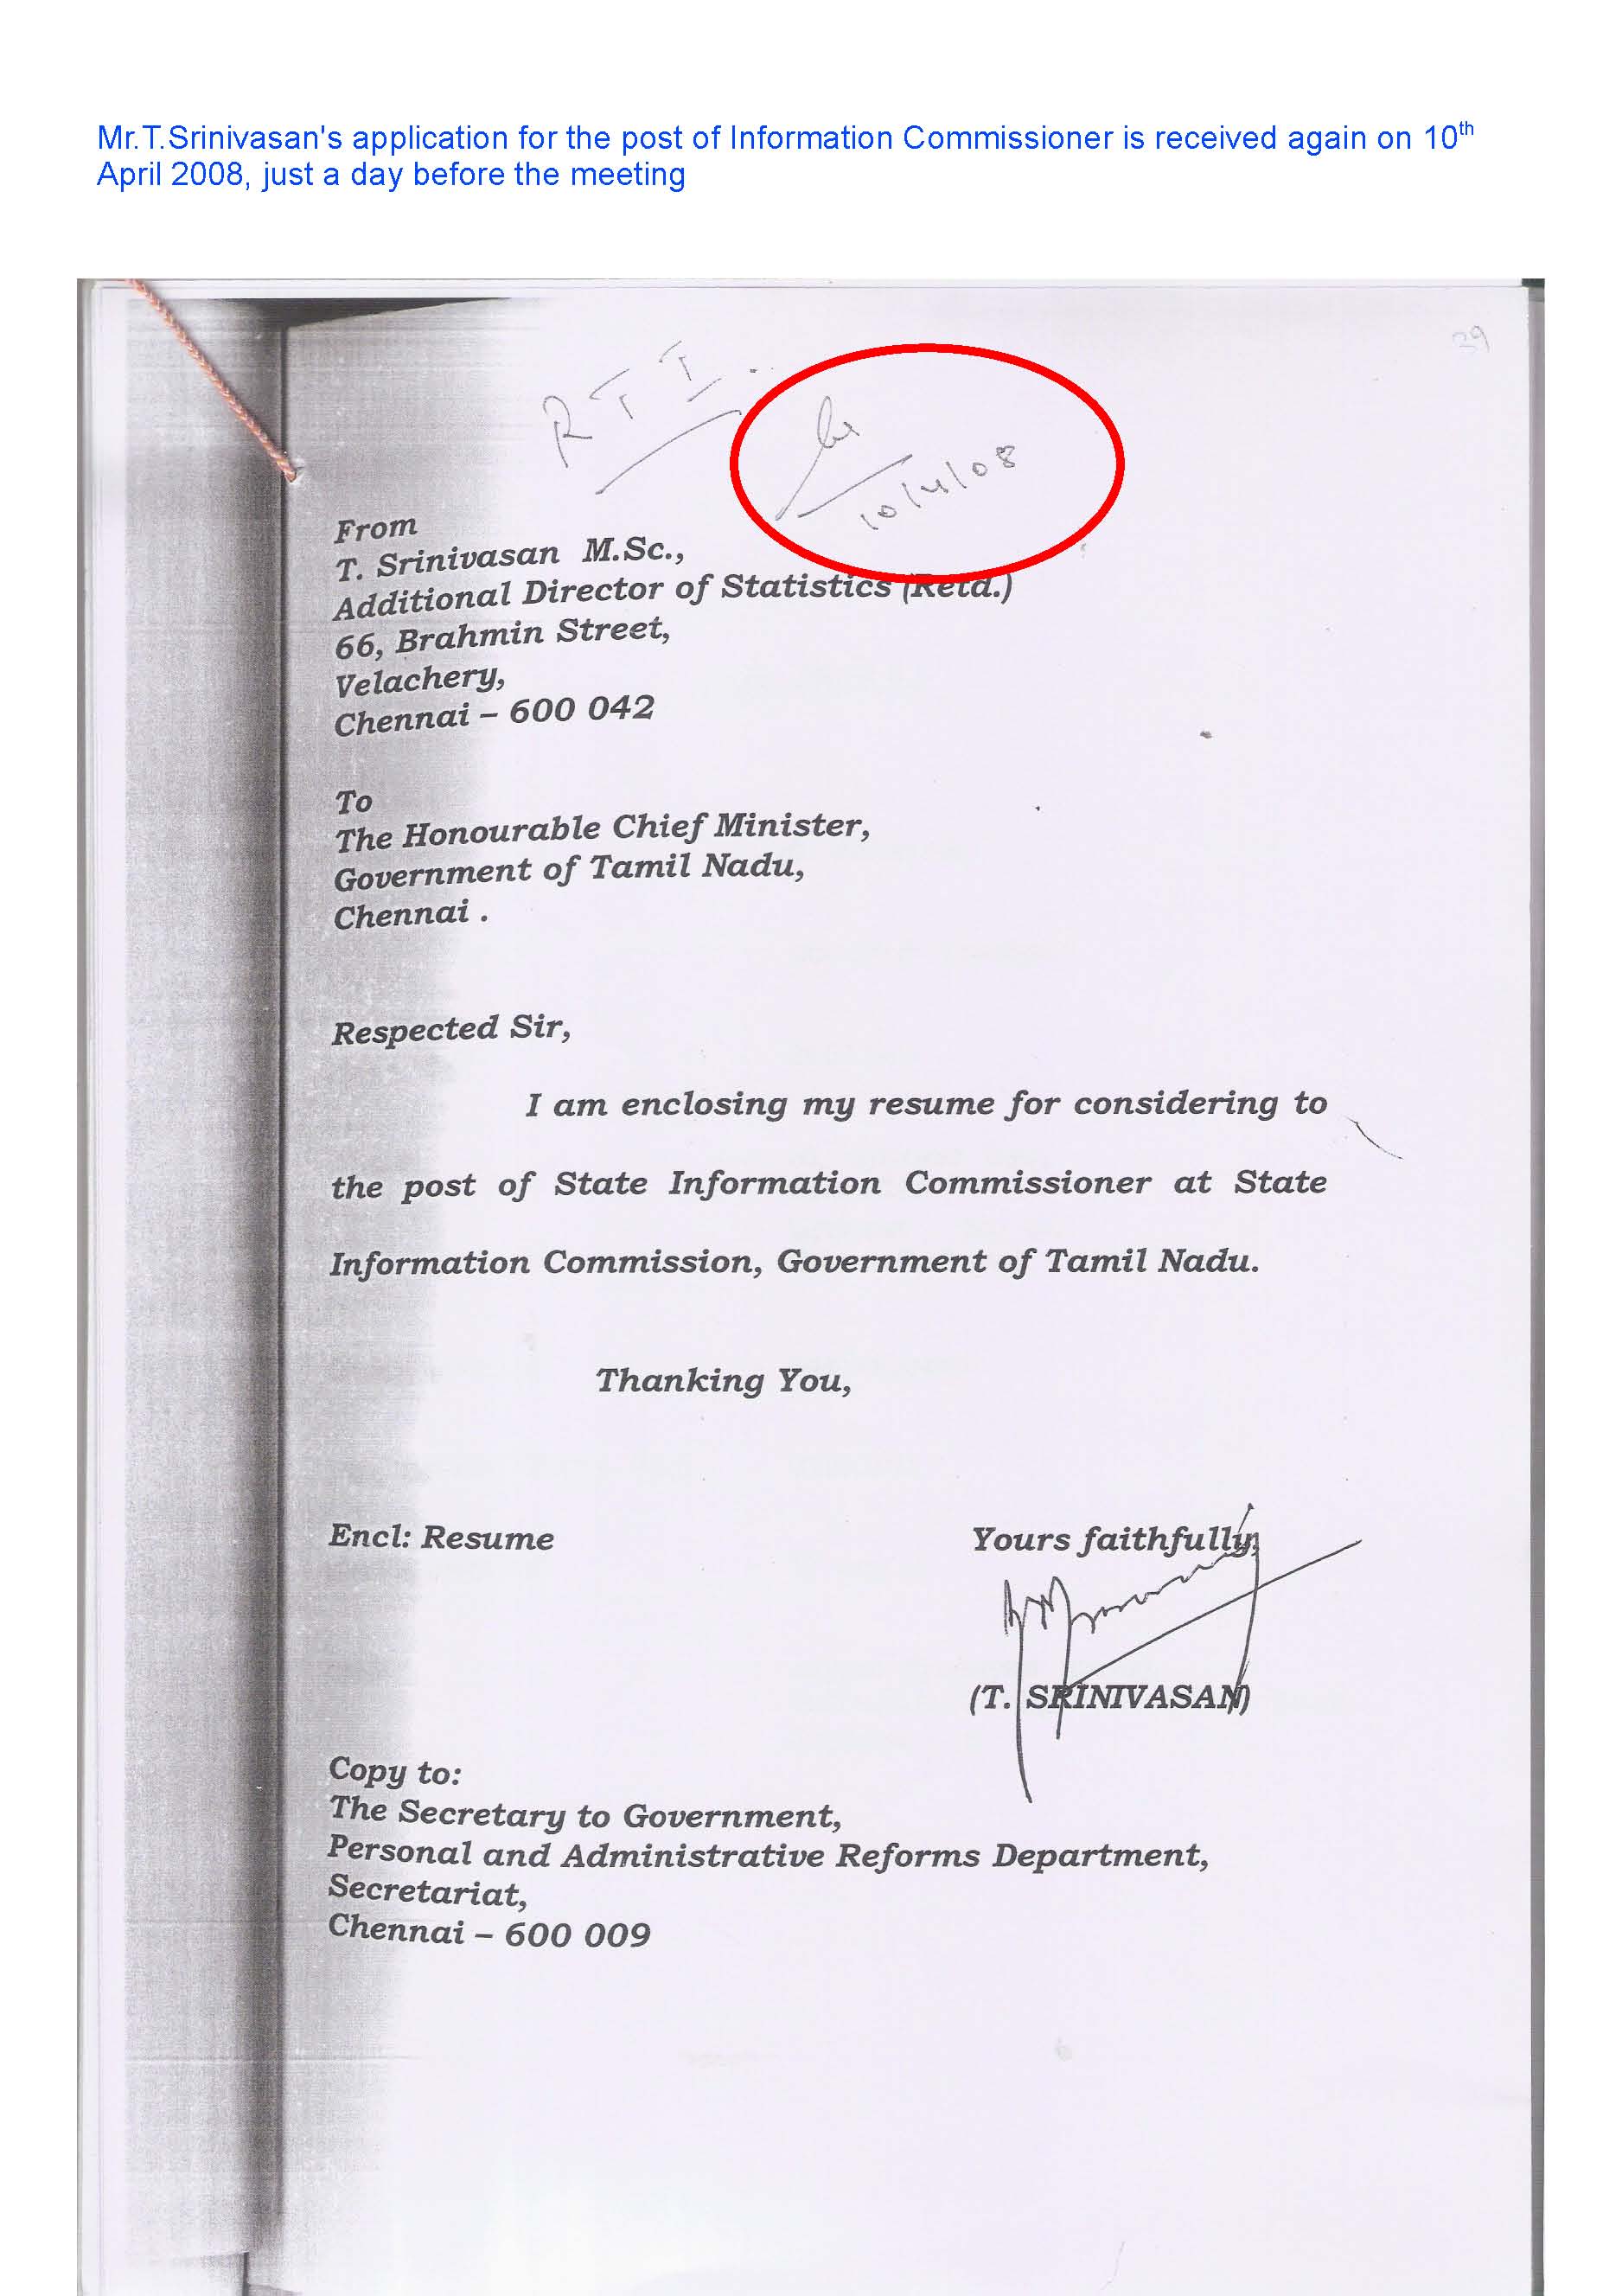 Mr.T.Srinivasan's application for the post of Information Commissioner is received again on 10th
April 2008, just a day before the meeting
29
R T I .
10/4/08
From
T. Srinivasan M.Sc.,
Additional Director of Statistics (Retd.)
66, Brahmin Street,
Velachery,
Chennai – 600 042
To
The Honourable Chief Minister,
Government of Tamil Nadu,
Chennai .
Respected Sir,
I am enclosing my resume for considering to
the post of State Information Commissioner at State
Information Commission, Government of Tamil Nadu.
Thanking You,
Encl: Resume
Yours faithfully,
(T. SRINIVASAN)
Copy to:
The Secretary to Government,
Personal and Administrative Reforms Department,
Secretariat,
Chennai – 600 009